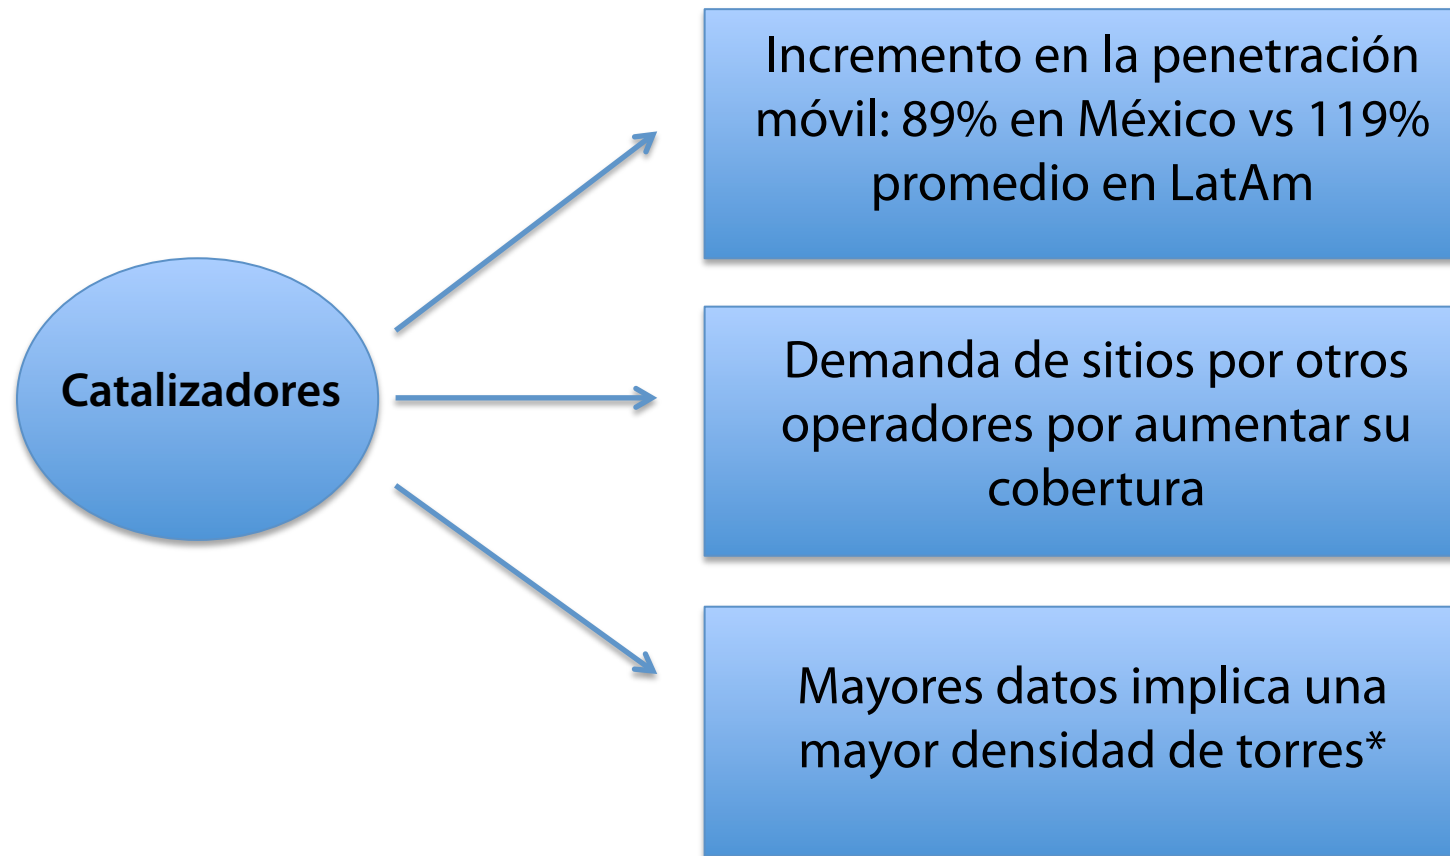 Incremento en la penetración
móvil: 89% en México vs 119%
promedio en LatAm
Catalizadores
Demanda de sitios por otros
operadores por aumentar su
cobertura
Mayores datos implica una
mayor densidad de torres*